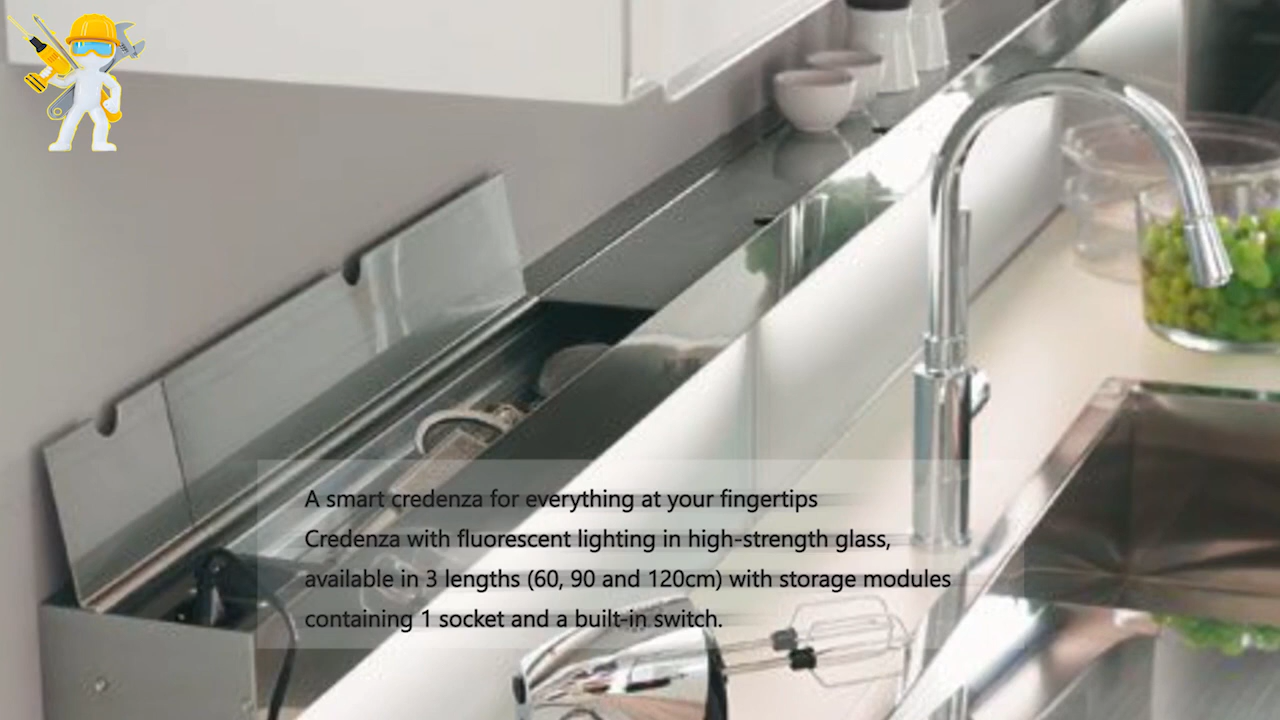 A smart credenza for everything at your fingertips
Credenza with fluorescent lighting in high-strength glass,
available in 3 lengths (60, 90 and 120cm) with storage modules
containing 1 socket and a built-in switch.